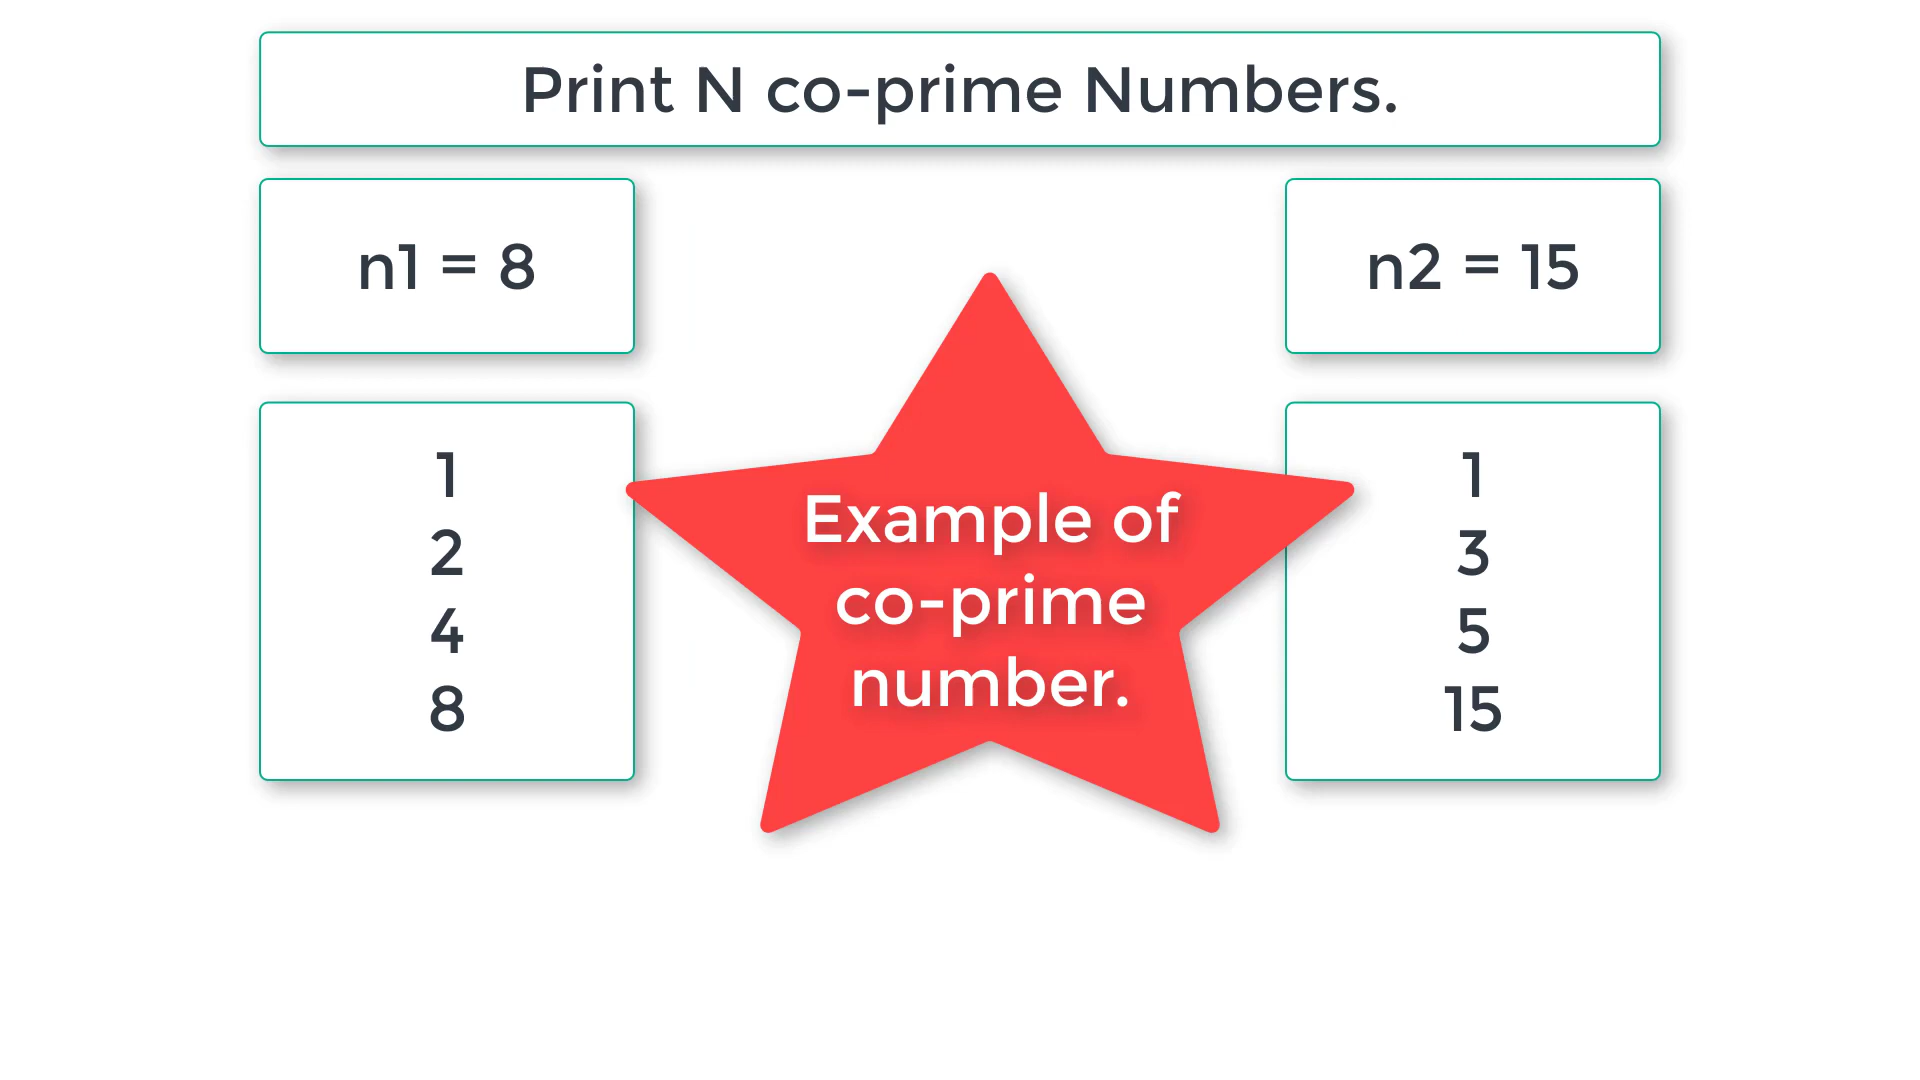 Print N co-prime Numbers.
n1 = 8
n2 = 15
1
2
4
8
Example of
co-prime
number.
1
3
5
15